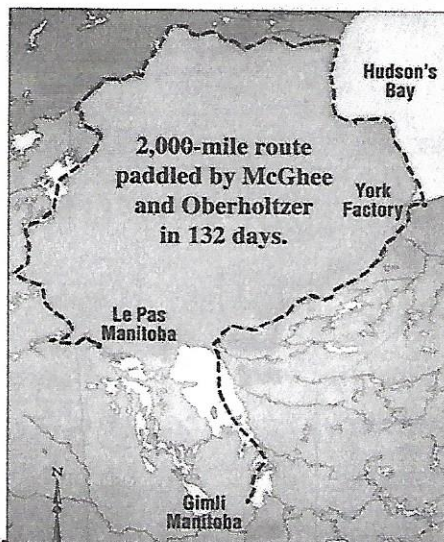 Hudson's
Bay
2,000-mile route
paddled by McGhee
and Oberholtzer
in 132 days.
York
Factory
Le Pas
Manitoba
N
Gimli
Manitoba